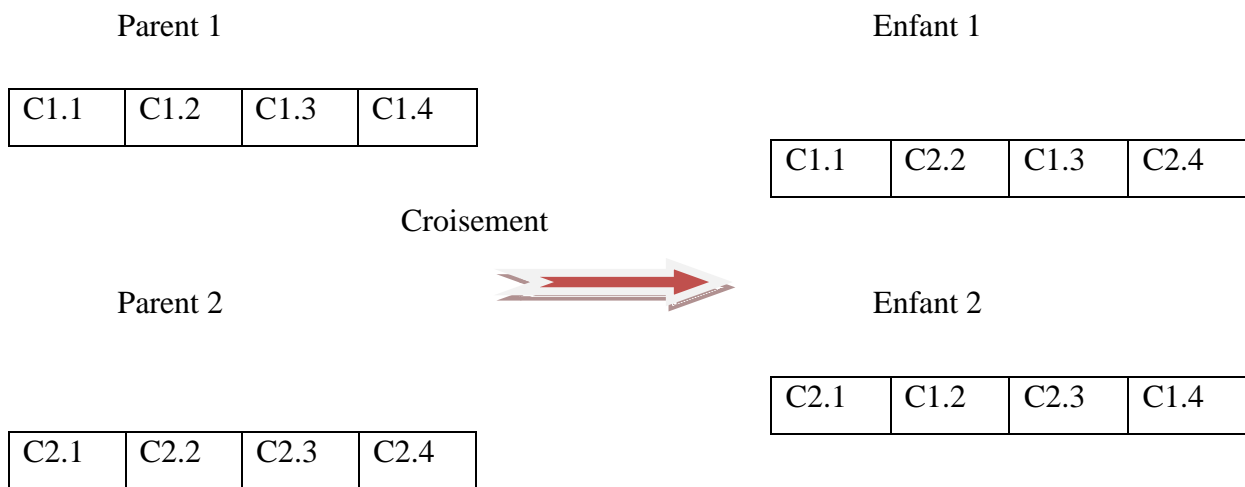 Parent 1
Enfant 1
C1.1 C1.2 C1.3 C1.4
C1.1 C2.2 C1.3 C2.4
Croisement
Parent 2
Enfant 2
C2.1 C1.2 C2.3 C1.4
C2.1 C2.2 C2.3 C2.4